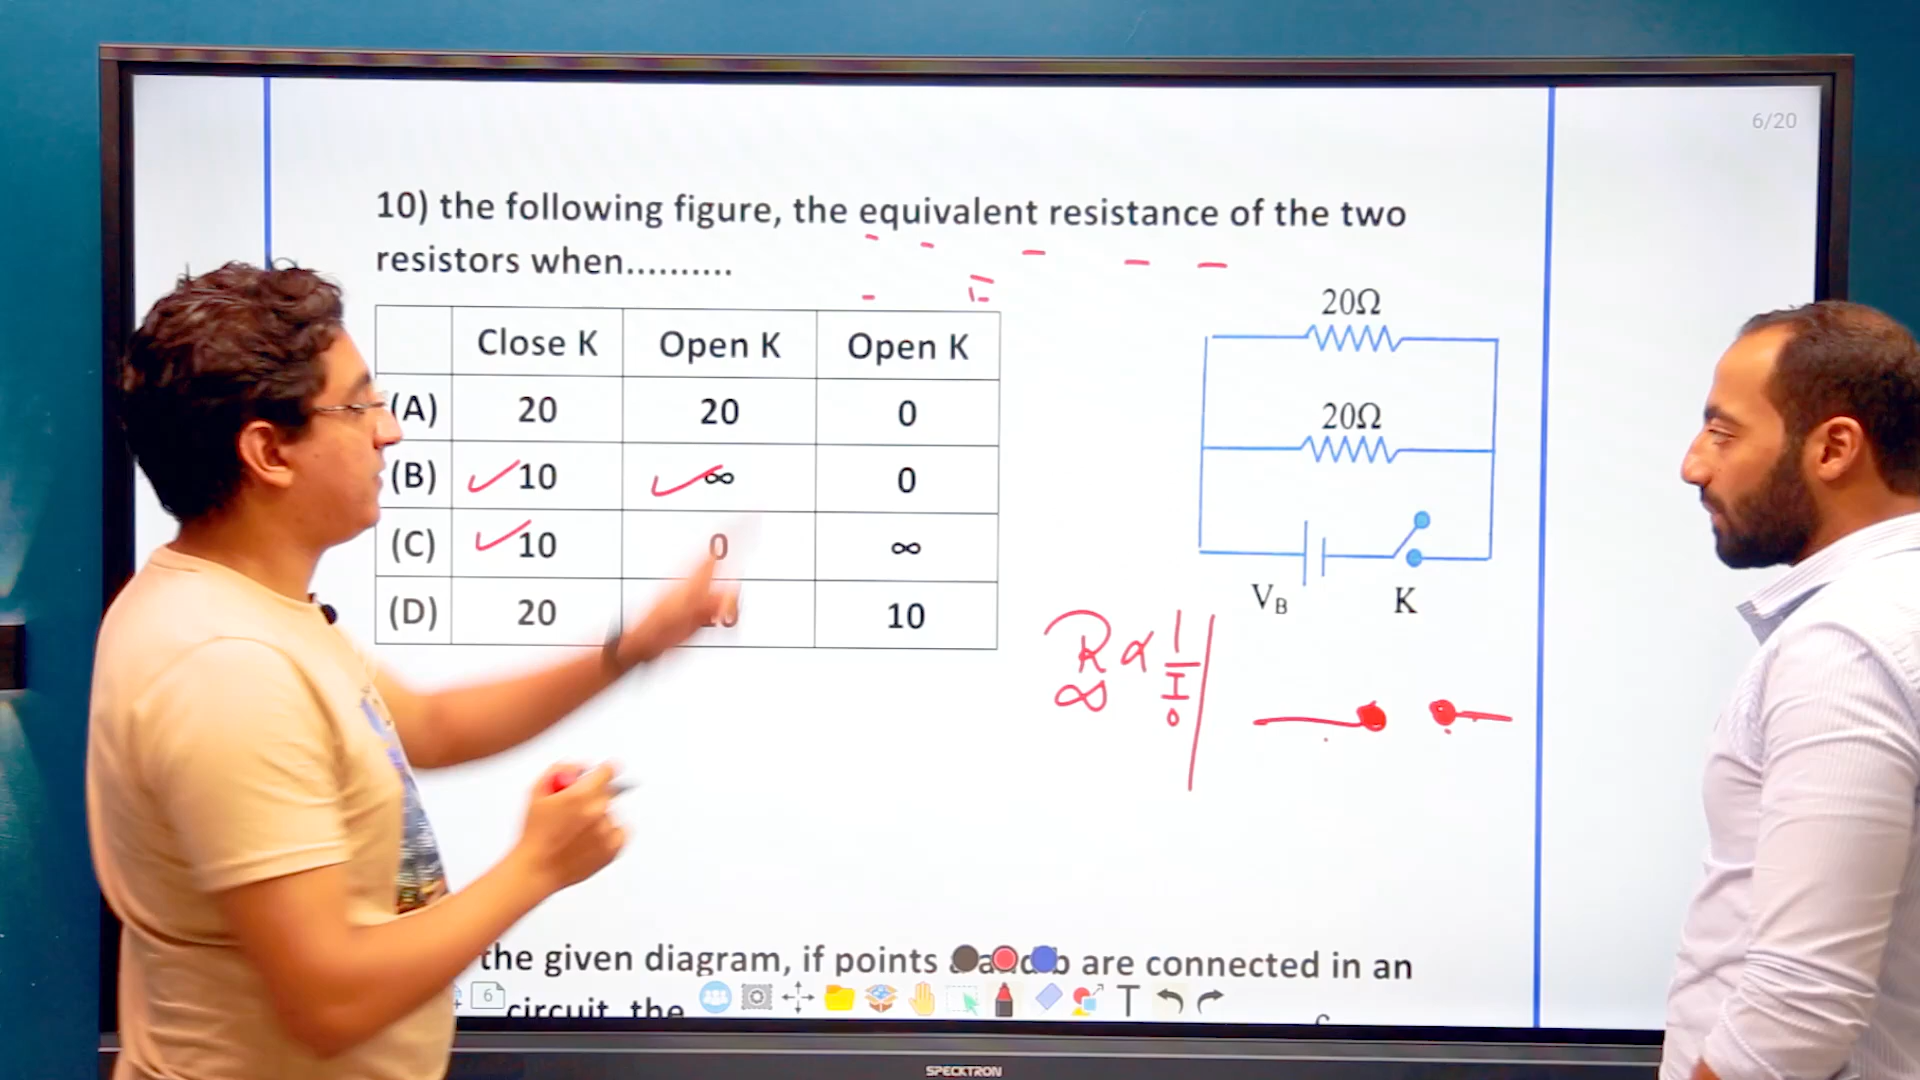 6/20
10) the following figure, the equivalent resistance of the two
resistors when..........
Close K Open K Open K
(A) 20 20 0
(B) 10 ∞ 0
(C) 10 0 ∞
(D) 20 10
20Ω
20Ω
V_B K
R ∝ 1/I
∞ 0
the given diagram, if points and b are connected in an
6 T
circuit the
SPECKTRON